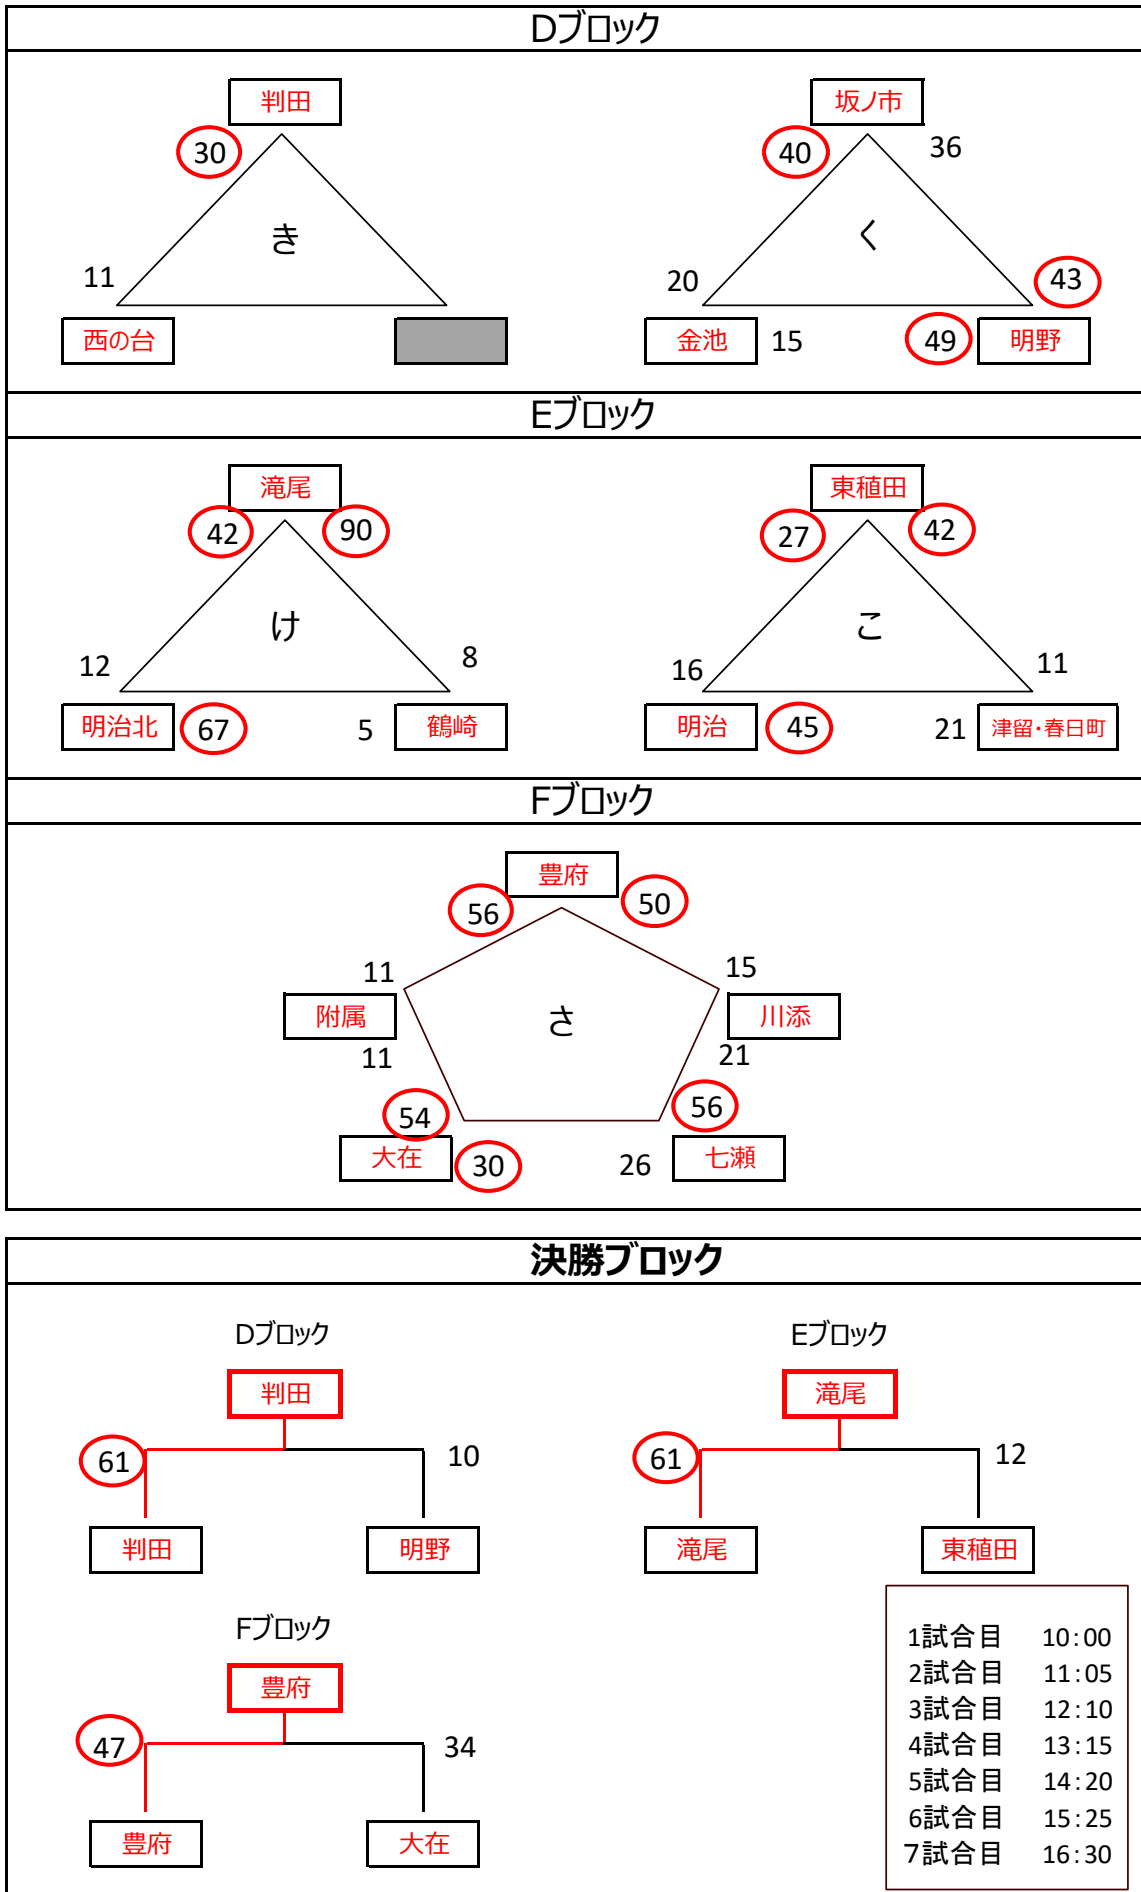 Dブロック
判田
坂ノ市
30
40
36
き
く
11
20
43
西の台
金池
15
49
明野
Eブロック
滝尾
東稙田
42
90
27
42
け
こ
12
8
16
11
明治北
67
5
鶴崎
明治
45
21
津留・春日町
Fブロック
豊府
56
50
11
15
附属
さ
川添
11
21
54
56
大在
30
26
七瀬
決勝ブロック
Dブロック
Eブロック
判田
滝尾
61
10
61
12
判田
明野
滝尾
東稙田
Fブロック
豊府
47
34
豊府
大在
1試合目 10:00
2試合目 11:05
3試合目 12:10
4試合目 13:15
5試合目 14:20
6試合目 15:25
7試合目 16:30